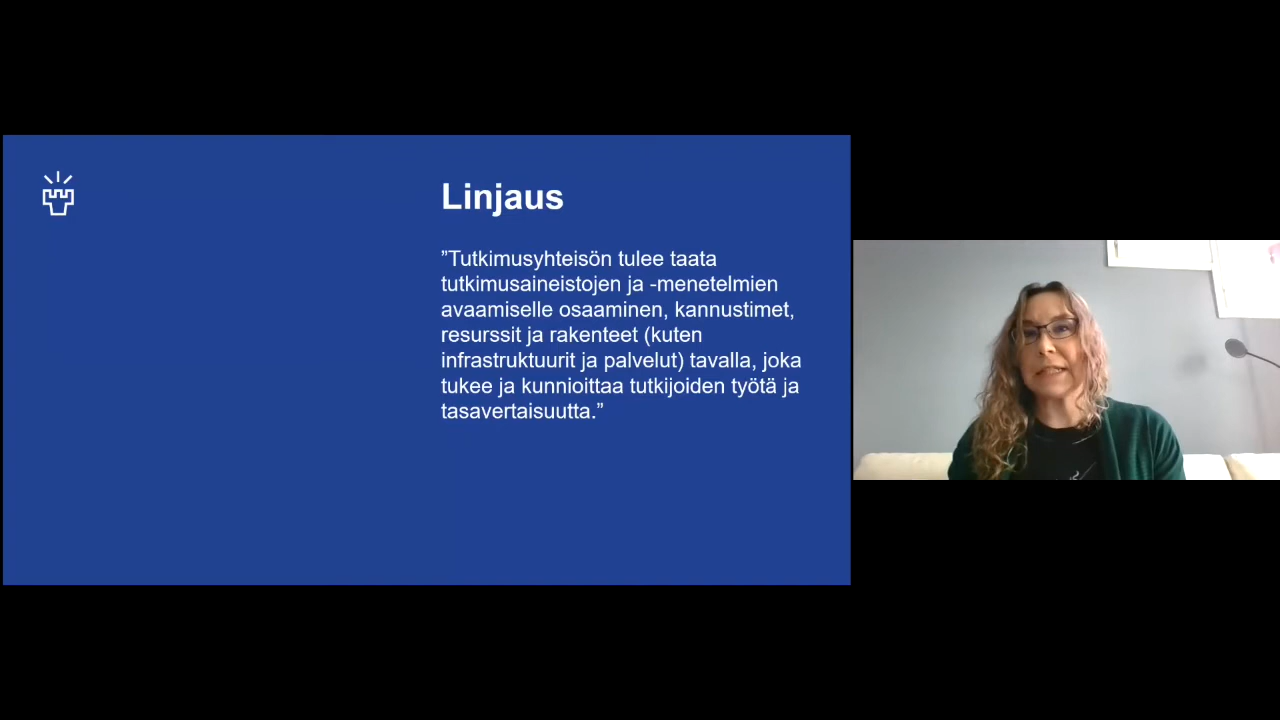 Linjaus
”Tutkimusyhteisön tulee taata
tutkimusaineistojen ja -menetelmien
avaamiselle osaaminen, kannustimet,
resurssit ja rakenteet (kuten
infrastruktuurit ja palvelut) tavalla, joka
tukee ja kunnioittaa tutkijoiden työtä ja
tasavertaisuutta.”